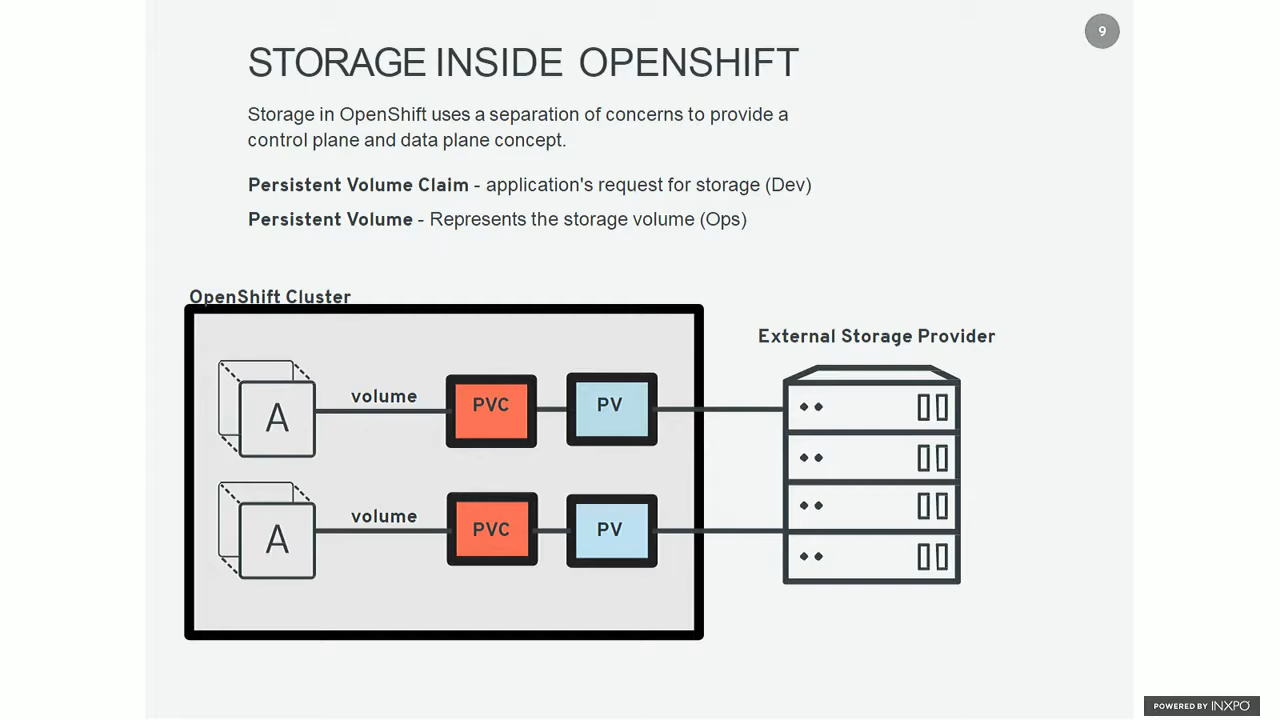 9
STORAGE INSIDE OPENSHIFT
Storage in OpenShift uses a separation of concerns to provide a
control plane and data plane concept.
Persistent Volume Claim - application's request for storage (Dev)
Persistent Volume - Represents the storage volume (Ops)
OpenShift Cluster
External Storage Provider
A
volume
PVC
PV
A
volume
PVC
PV
POWERED BY INXPO